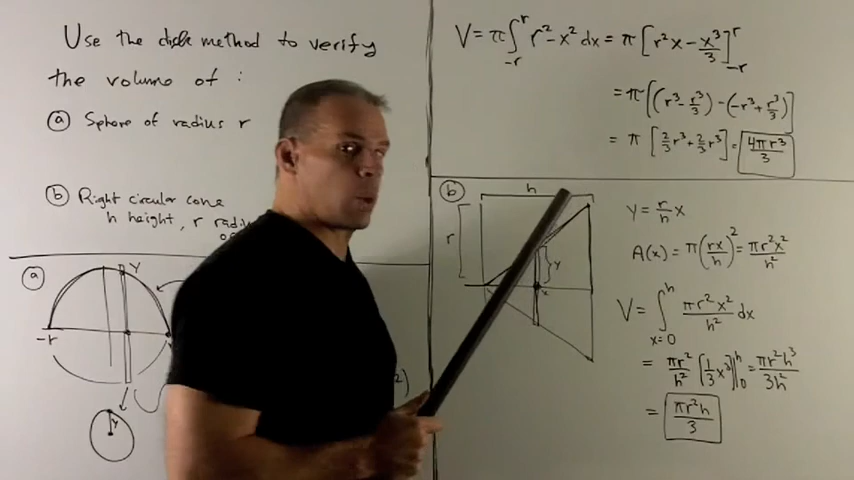 Use the disk method to verify
the volume of :
(a) Sphere of radius r
(b) Right circular cone
h height, r radius
(a)
y
-r
y
²)
V = π ∫_{-r}^{r} r² - x² dx = π [r²x - x³/3]_{-r}^{r}
= π [(r³ - r³/3) - (-r³ + r³/3)]
= π [2/3 r³ + 2/3 r³] = 4πr³/3
(b)
h
r
y
x
y = r/h x
A(x) = π (rx/h)² = πr²x²/h²
V = ∫_{x=0}^{h} πr²x²/h² dx
= πr²/h² [1/3 x³]|_0^h = πr²h³/3h²
= πr²h/3